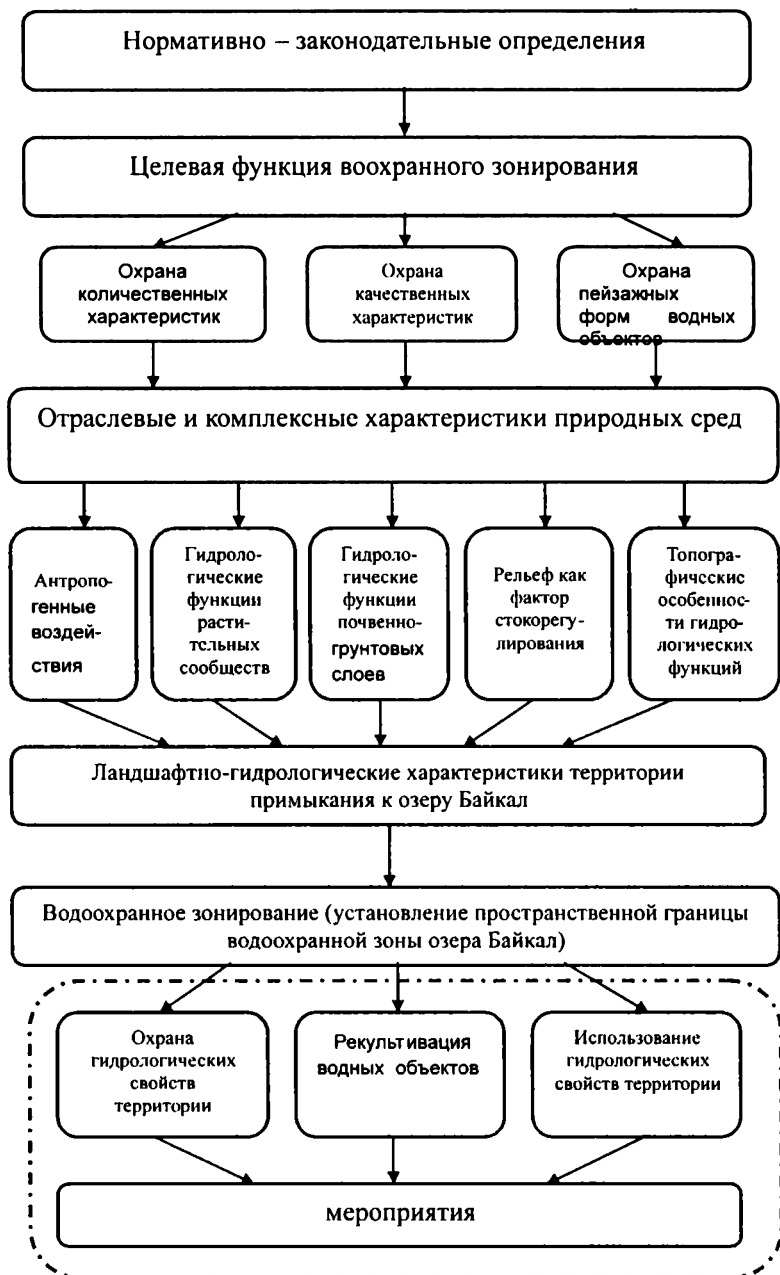 Нормативно – законодательные определения
Целевая функция воохранного зонирования
Охрана
количественных
характеристик
Охрана
качественных
характеристик
Охрана
пейзажных
форм водных
объектов
Отраслевые и комплексные характеристики природных сред
Антропо-
генные
воздей-
ствия
Гидроло-
гические
функции
расти-
тельных
сообществ
Гидроло-
гические
функции
почвенно-
грунтовых
слоев
Рельеф как
фактор
стокорегу-
лирования
Топогра-
фические
особеннос-
ти гидро-
логических
функций
Ландшафтно-гидрологические характеристики территории
примыкания к озеру Байкал
Водоохранное зонирование (установление пространственной границы
водоохранной зоны озера Байкал)
Охрана
гидрологических
свойств
территории
Рекультивация
водных объектов
Использование
гидрологических
свойств территории
мероприятия